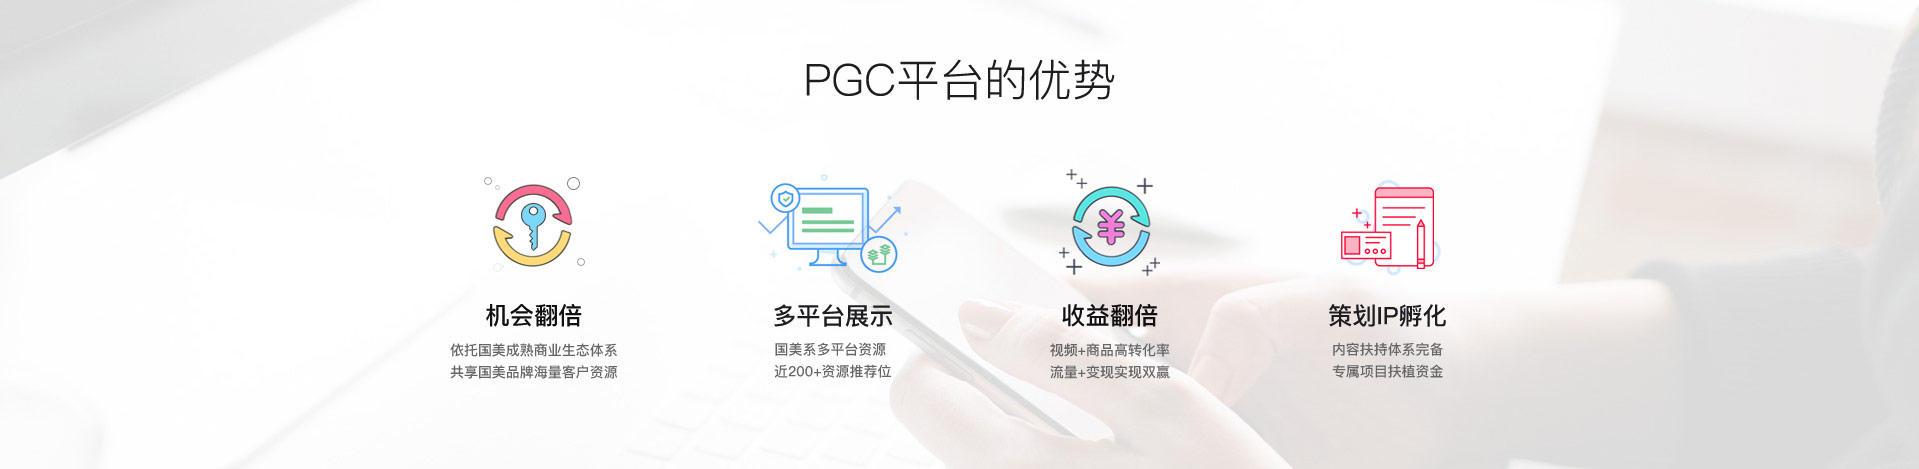 PGC平台的优势
机会翻倍
依托国美成熟商业生态体系
共享国美品牌海量客户资源
多平台展示
国美系多平台资源
近200+资源推荐位
收益翻倍
视频+商品高转化率
流量+变现实现双赢
策划IP孵化
内容扶持体系完备
专属项目扶植资金